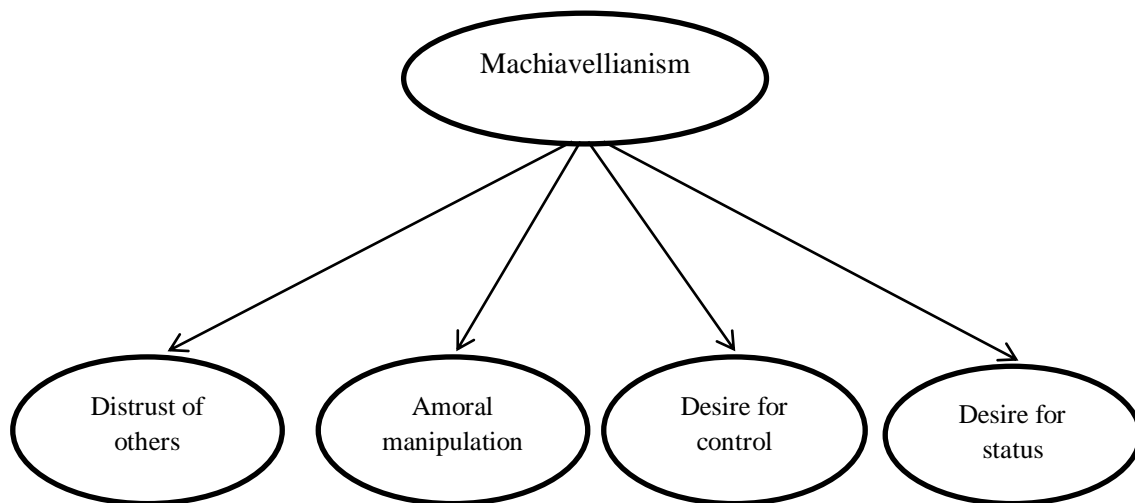 Machiavellianism
Distrust of
others
Amoral
manipulation
Desire for
control
Desire for
status